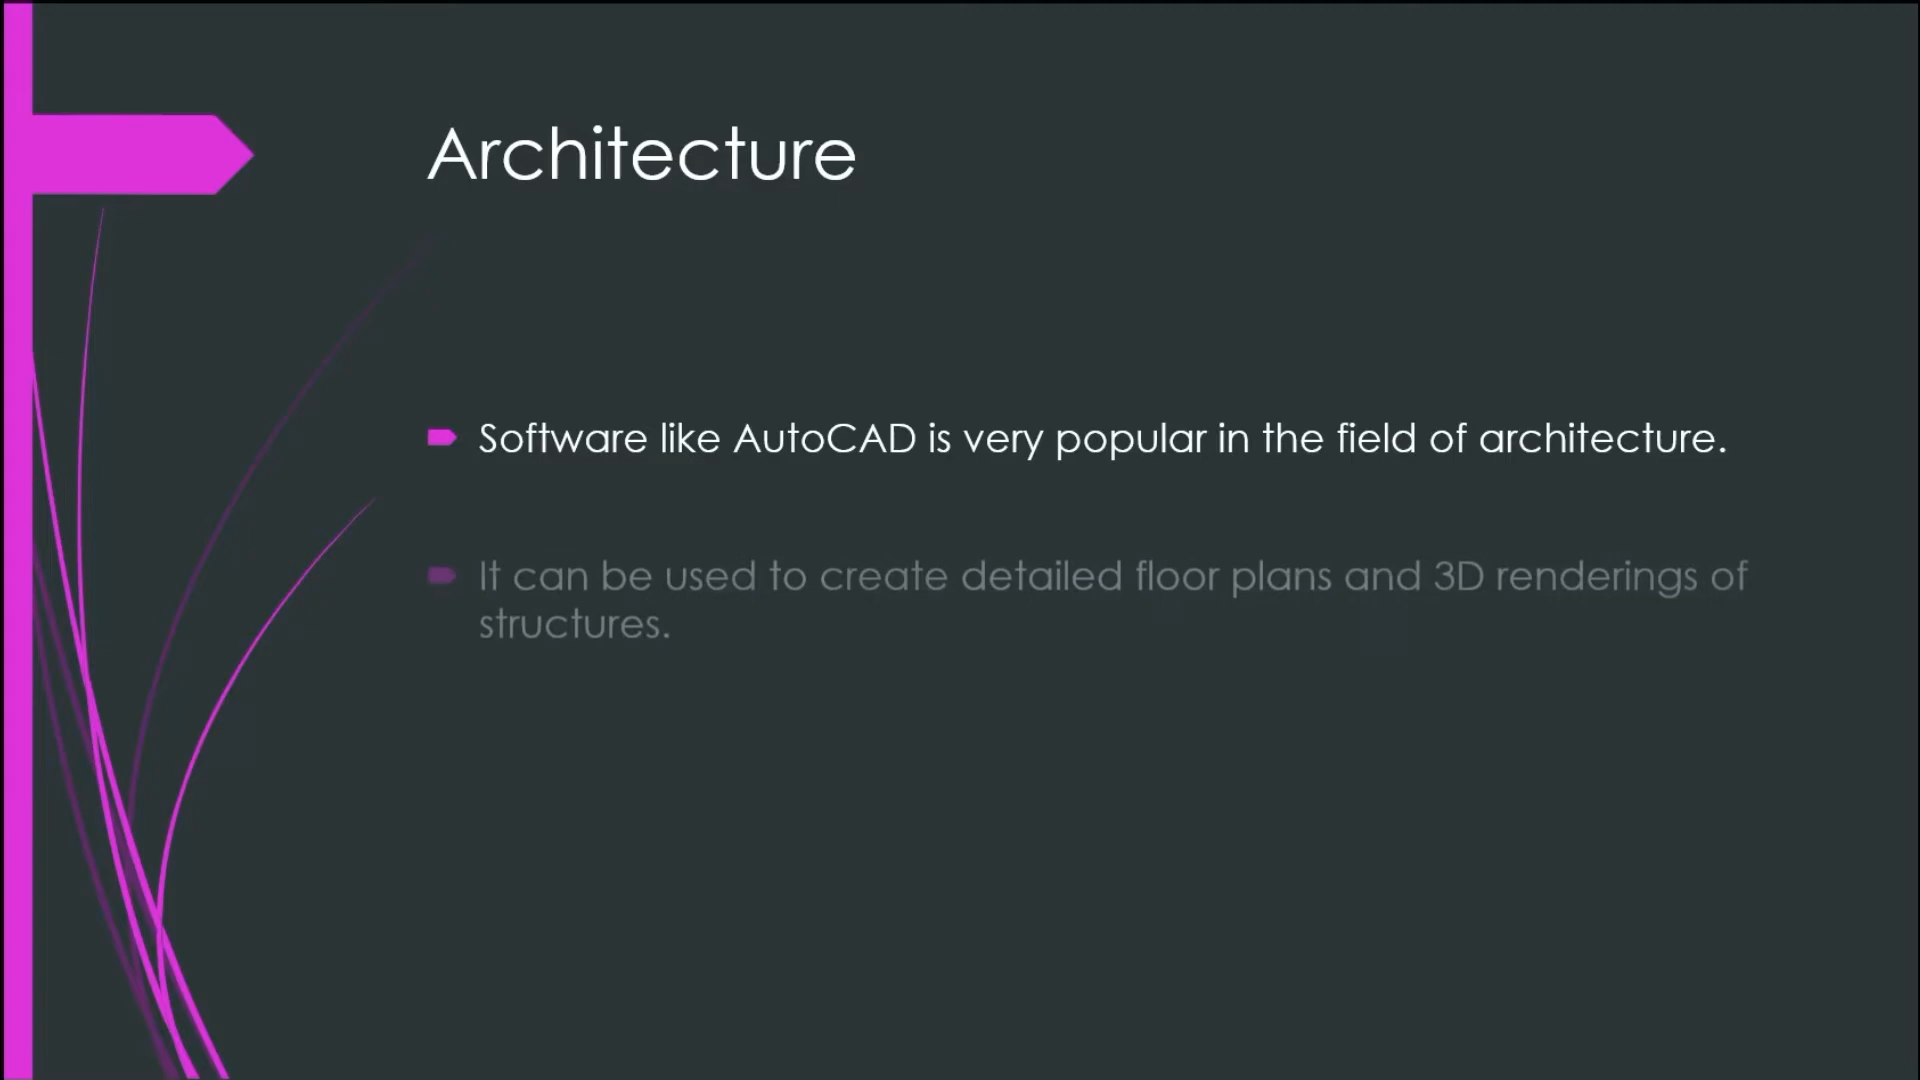 Architecture
Software like AutoCAD is very popular in the field of architecture.
It can be used to create detailed floor plans and 3D renderings of
structures.